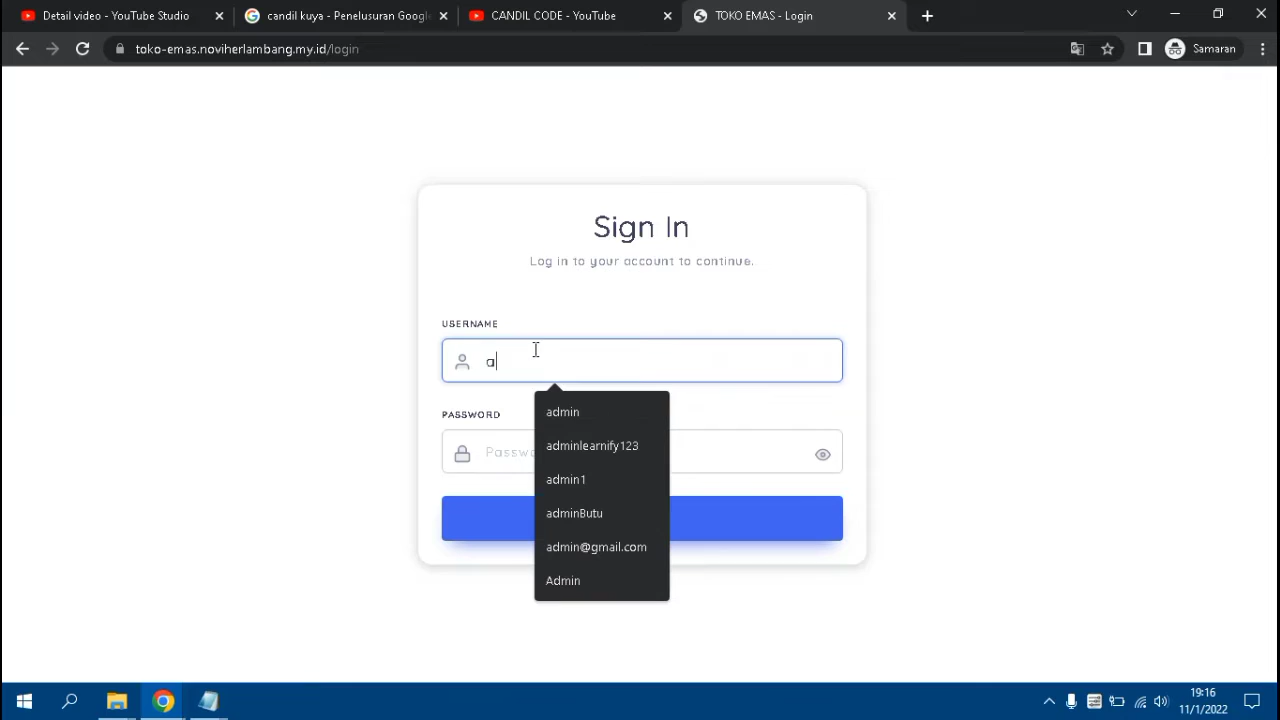 Detail video - YouTube Studio
candil kuya - Penelusuran Google
CANDIL CODE - YouTube
TOKO EMAS - Login
toko-emas.noviherlambang.my.id/login
Samaran
Sign In
Log in to your account to continue.
USERNAME
a
PASSWORD
Passwo
admin
adminlearnify123
admin1
adminButu
admin@gmail.com
Admin
19:16
11/1/2022